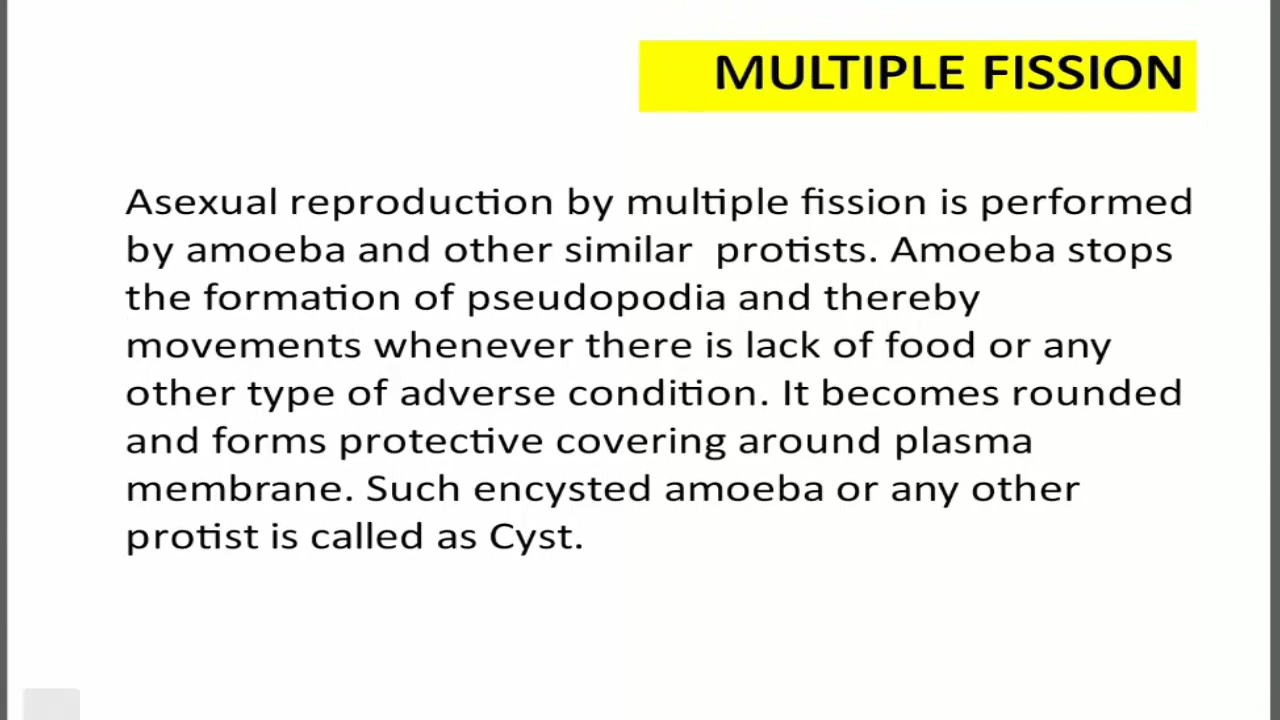 MULTIPLE FISSION
Asexual reproduction by multiple fission is performed
by amoeba and other similar  protists. Amoeba stops
the formation of pseudopodia and thereby
movements whenever there is lack of food or any
other type of adverse condition. It becomes rounded
and forms protective covering around plasma
membrane. Such encysted amoeba or any other
protist is called as Cyst.